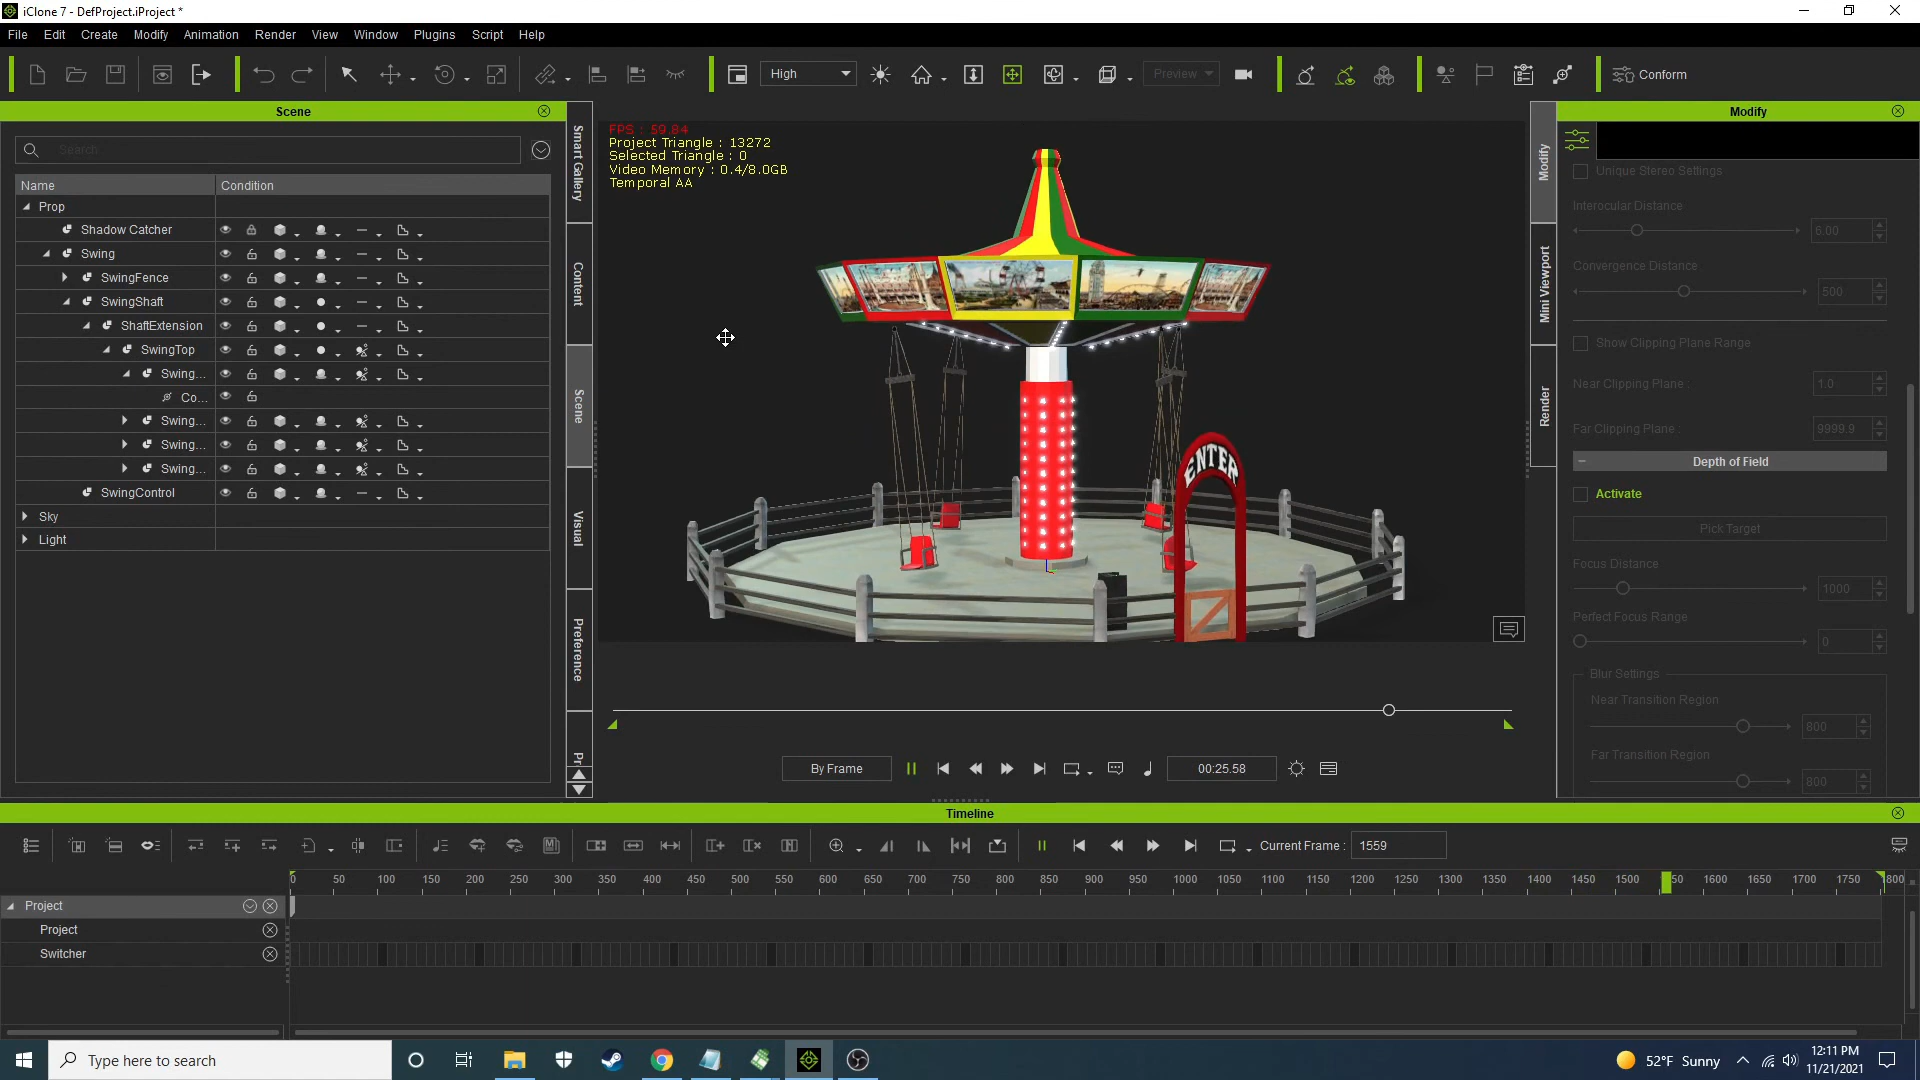 iClone 7 - DefProject.iProject *
File Edit Create Modify Animation Render View Window Plugins Script Help
High
Preview
Conform
Scene
Search
Name Condition
Prop
Shadow Catcher
Swing
SwingFence
SwingShaft
ShaftExtension
SwingTop
Swing...
Co...
Swing...
Swing...
Swing...
SwingControl
Sky
Light
Smart Gallery
Content
Scene
Visual
Preference
FPS : 59.84
Project Triangle : 13272
Selected Triangle : 0
Video Memory : 0.4/8.0GB
Temporal AA
ENTER
By Frame
00:25.58
Modify
Mini Viewport
Render
Modify
Unique Stereo Settings
Interocular Distance
6.00
Convergence Distance
500
Show Clipping Plane Range
Near Clipping Plane :
1.0
Far Clipping Plane :
9999.9
Depth of Field
Activate
Pick Target
Focus Distance
1000
Perfect Focus Range
0
Blur Settings
Near Transition Region
800
Far Transition Region
800
Timeline
Current Frame : 1559
0 50 100 150 200 250 300 350 400 450 500 550 600 650 700 750 800 850 900 950 1000 1050 1100 1150 1200 1250 1300 1350 1400 1450 1500 50 1600 1650 1700 1750 800
Project
Project
Switcher
Type here to search
52°F Sunny
12:11 PM
11/21/2021